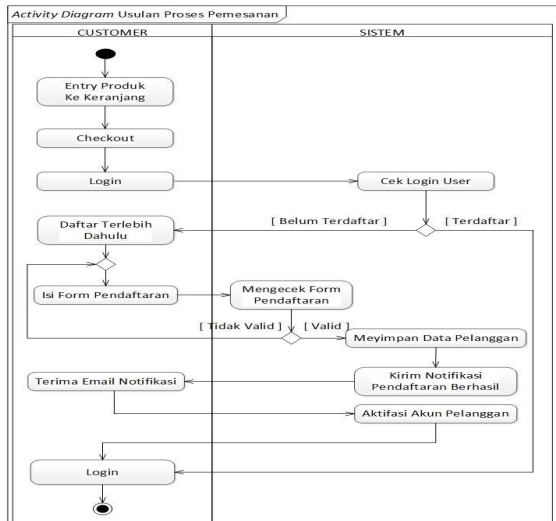 Activity Diagram Usulan Proses Pemesanan
CUSTOMER
SISTEM
Entry Produk
Ke Keranjang
Checkout
Login
Cek Login User
[ Belum Terdaftar ]
[ Terdaftar ]
Daftar Terlebih
Dahulu
Isi Form Pendaftaran
Mengecek Form
Pendaftaran
[ Tidak Valid ]
[ Valid ]
Meyimpan Data Pelanggan
Kirim Notifikasi
Pendaftaran Berhasil
Terima Email Notifikasi
Aktifasi Akun Pelanggan
Login